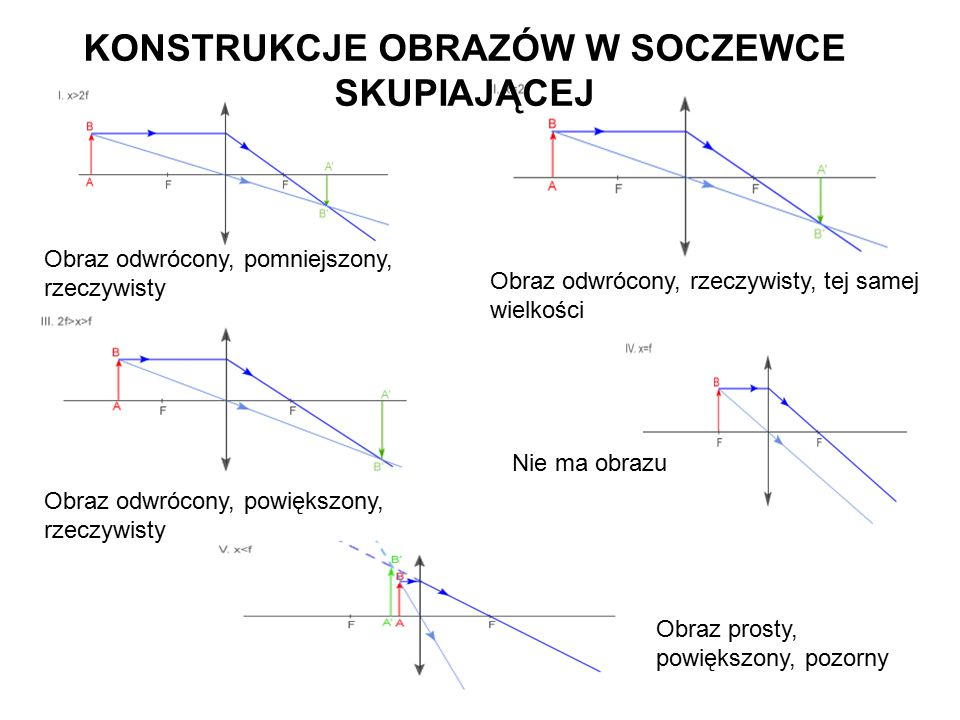 KONSTRUKCJE OBRAZÓW W SOCZEWCE
SKUPIAJĄCEJ
I. x>2f
B
A
F
F
A'
B'
Obraz odwrócony, pomniejszony,
rzeczywisty
B
A
F
F
A'
B'
Obraz odwrócony, rzeczywisty, tej samej
wielkości
III. 2f>x>f
B
A
F
F
A'
B'
Obraz odwrócony, powiększony,
rzeczywisty
IV. x=f
B
F
F
Nie ma obrazu
V. x<f
B'
B
F
A'
A
F
Obraz prosty,
powiększony, pozorny